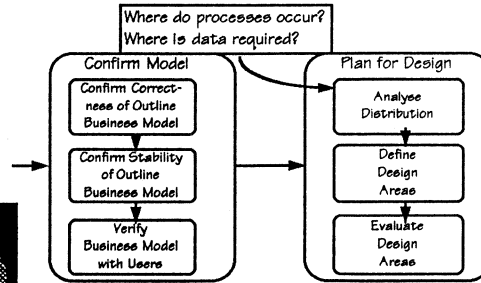 Where do processes occur?
Where is data required?
Confirm Model
Confirm Correct-
ness of Outline
Business Model
Confirm Stability
of Outline
Business Model
Verify
Business Model
with Users
Plan for Design
Analyse
Distribution
Define
Design
Areas
Evaluate
Design
Areas